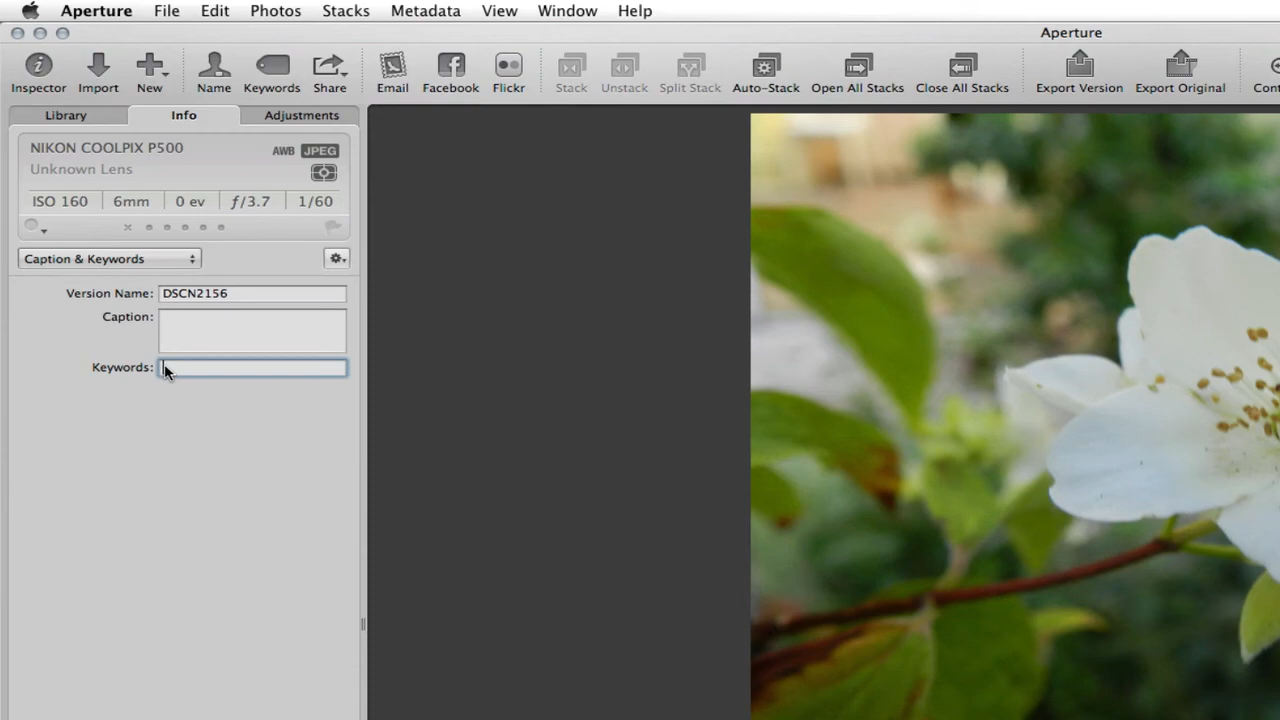 Aperture File Edit Photos Stacks Metadata View Window Help
Aperture
Inspector Import New Name Keywords Share Email Facebook Flickr Stack Unstack Split Stack Auto-Stack Open All Stacks Close All Stacks Export Version Export Original
Library Info Adjustments
NIKON COOLPIX P500 AWB JPEG
Unknown Lens
ISO 160 6mm 0 ev ƒ/3.7 1/60
Caption & Keywords
Version Name: DSCN2156
Caption:
Keywords: